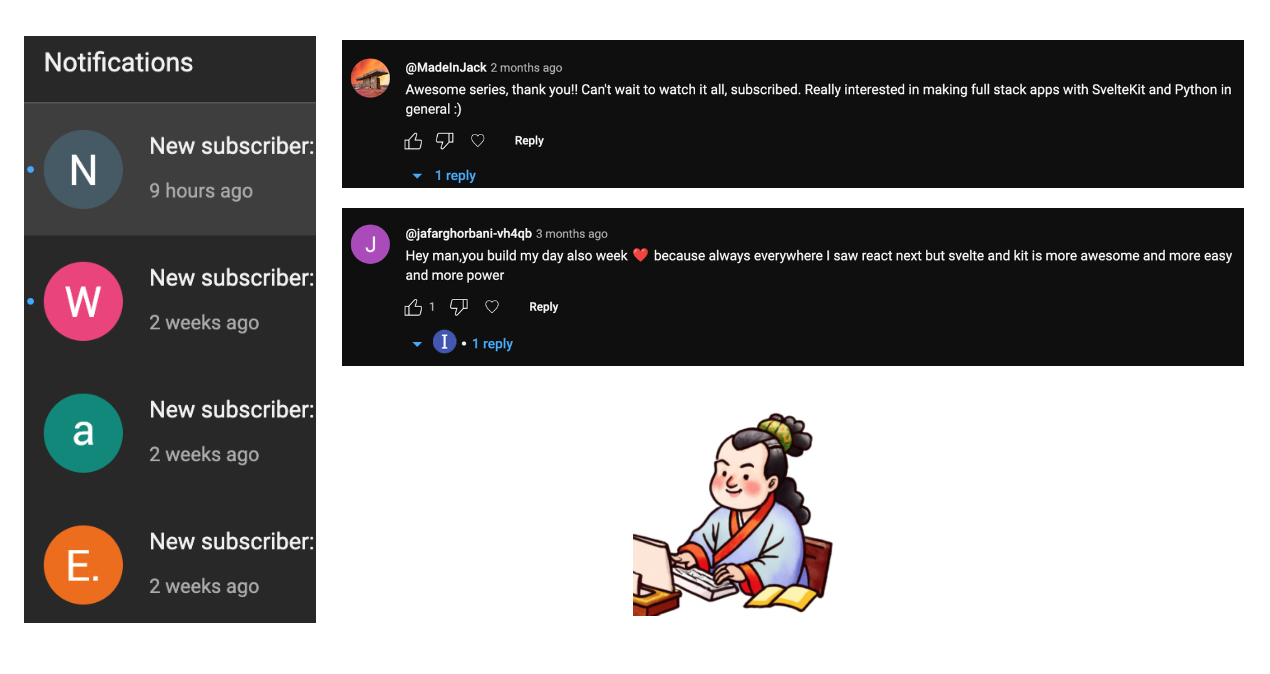 Notifications
N
New subscriber:
9 hours ago
W
New subscriber:
2 weeks ago
a
New subscriber:
2 weeks ago
E.
New subscriber:
2 weeks ago
@MadeInJack 2 months ago
Awesome series, thank you!! Can't wait to watch it all, subscribed. Really interested in making full stack apps with SvelteKit and Python in
general :)
Reply
1 reply
J
@jafarghorbani-vh4qb 3 months ago
Hey man,you build my day also week ❤️ because always everywhere I saw react next but svelte and kit is more awesome and more easy
and more power
1 Reply
I • 1 reply